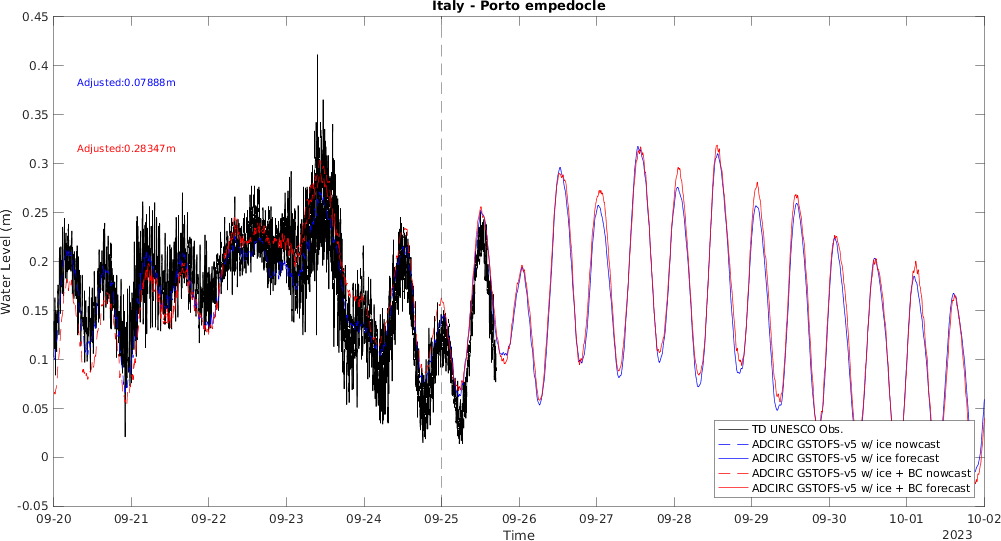 Italy - Porto empedocle
0.45
0.4
0.35
0.3
0.25
0.2
0.15
0.1
0.05
0
-0.05
Water Level (m)
Adjusted:0.07888m
Adjusted:0.28347m
TD UNESCO Obs.
ADCIRC GSTOFS-v5 w/ ice nowcast
ADCIRC GSTOFS-v5 w/ ice forecast
ADCIRC GSTOFS-v5 w/ ice + BC nowcast
ADCIRC GSTOFS-v5 w/ ice + BC forecast
09-20 09-21 09-22 09-23 09-24 09-25 09-26 09-27 09-28 09-29 09-30 10-01 10-02
Time
2023